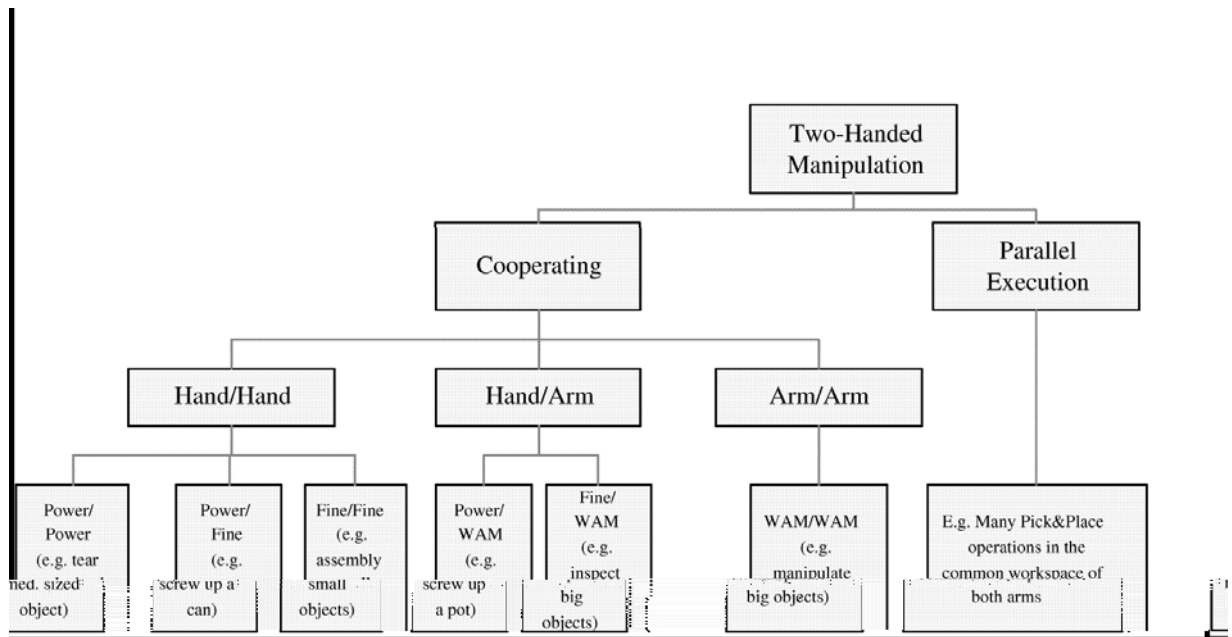 Two-Handed
Manipulation
Cooperating
Parallel
Execution
Hand/Hand
Hand/Arm
Arm/Arm
Power/
Power
(e.g. tear
med. sized
object)
Power/
Fine
(e.g.
screw up a
can)
Fine/Fine
(e.g.
assembly
small
objects)
Power/
WAM
(e.g.
screw up
a pot)
Fine/
WAM
(e.g.
inspect
big
objects)
WAM/WAM
(e.g.
manipulate
big objects)
E.g. Many Pick&Place
operations in the
common workspace of
both arms